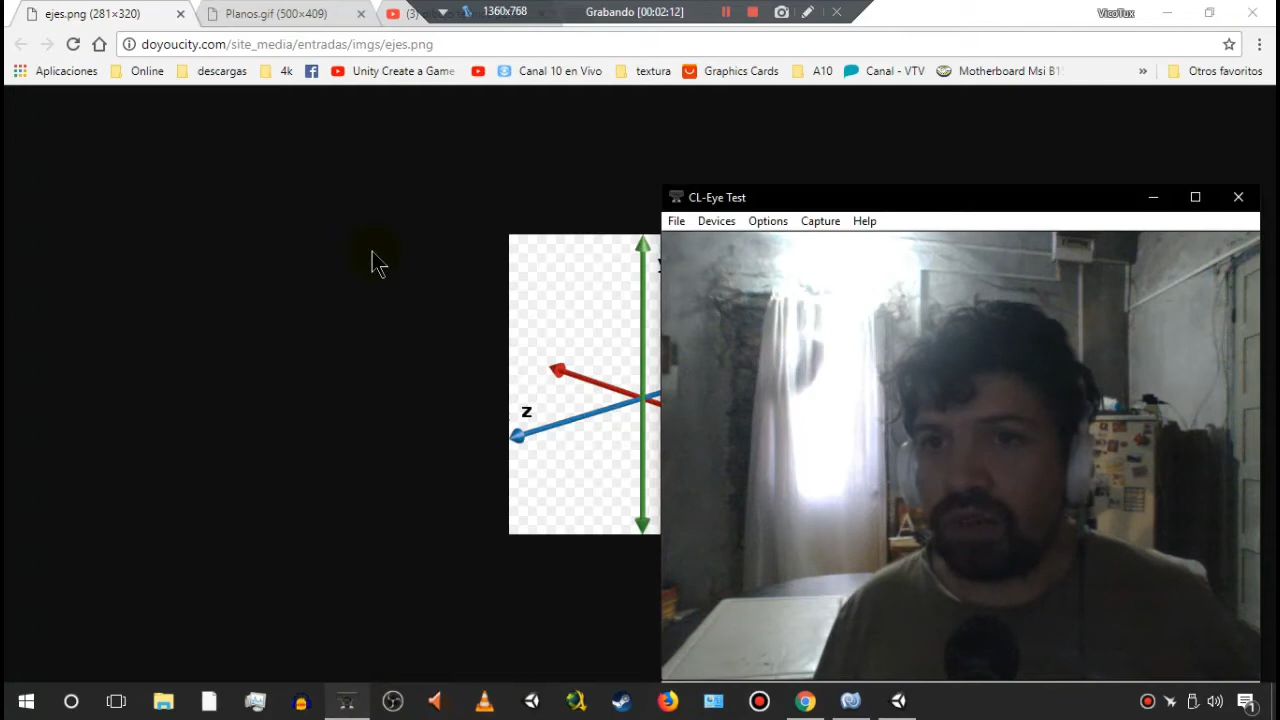 ejes.png (281×320)
Planos.gif (500×409)
(3)
1360x768
Grabando [00:02:12]
VicoTux
doyoucity.com/site_media/entradas/imgs/ejes.png
Aplicaciones
Online
descargas
4k
Unity Create a Game
Canal 10 en Vivo
textura
Graphics Cards
A10
Canal - VTV
Motherboard Msi B1
»
Otros favoritos
CL-Eye Test
File Devices Options Capture Help
z
1